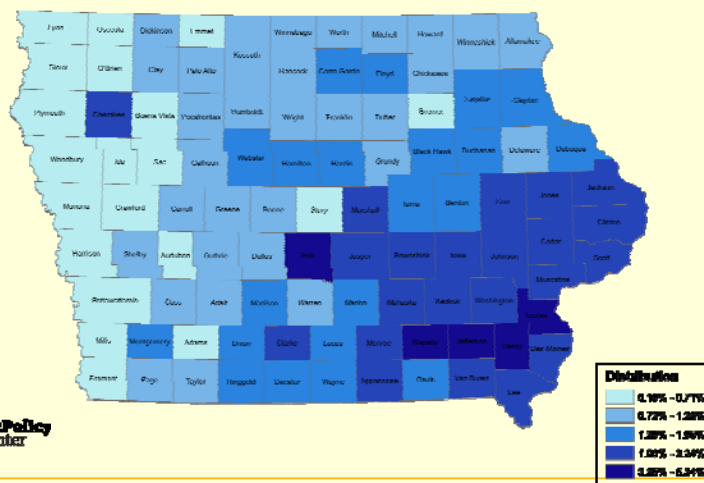 Lyon Osceola Dickinson Emmet Winnebago Worth Mitchell Howard Winneshiek Allamakee
Kossuth
Sioux O'Brien Clay Palo Alto Hancock Cerro Gordo Floyd Chickasaw
Fayette Clayton
Plymouth Cherokee Buena Vista Pocahontas Humboldt Wright Franklin Butler Bremer
Woodbury Ida Sac Calhoun Webster Hamilton Hardin Grundy Black Hawk Buchanan Delaware Dubuque
Monona Crawford Carroll Greene Boone Story Marshall Tama Benton Linn Jones Jackson
Clinton
Harrison Shelby Audubon Guthrie Dallas Polk Jasper Poweshiek Iowa Johnson Cedar Scott
Muscatine
Pottawattamie Cass Adair Madison Warren Marion Mahaska Keokuk Washington Louisa
Mills Montgomery Adams Union Clarke Lucas Monroe Wapello Jefferson Henry Des Moines
Fremont Page Taylor Ringgold Decatur Wayne Appanoose Davis Van Buren Lee
Policy
nter
Distribution